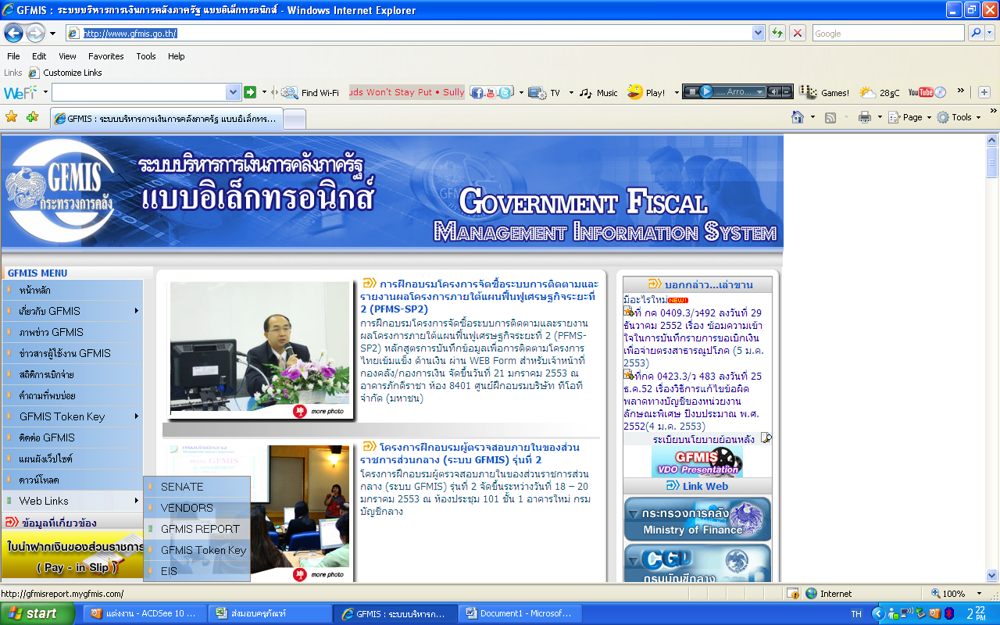 GFMIS : ระบบบริหารการเงินการคลังภาครัฐ แบบอิเล็กทรอนิกส์ - Windows Internet Explorer
http://www.gfmis.go.th/
Google
File Edit View Favorites Tools Help
Links Customize Links
WeFi Find Wi-Fi uds Won't Stay Put • Sully TV Music Play! ..... Arro... Games! 28ฐC YouTube »
GFMIS : ระบบบริหารการเงินการคลังภาครัฐ แบบอิเล็กทร... Page Tools »
GFMIS
กระทรวงการคลัง
ระบบบริหารการเงินการคลังภาครัฐ
แบบอิเล็กทรอนิกส์
GOVERNMENT FISCAL
MANAGEMENT INFORMATION SYSTEM
GFMIS MENU
หน้าหลัก
เกี่ยวกับ GFMIS
ภาพข่าว GFMIS
ข่าวสารผู้ใช้งาน GFMIS
สถิติการเบิกจ่าย
คำถามที่พบบ่อย
GFMIS Token Key
ติดต่อ GFMIS
แผนผังเว็บไซต์
ดาวน์โหลด
Web Links
SENATE
VENDORS
GFMIS REPORT
GFMIS Token Key
EIS
ข้อมูลที่เกี่ยวข้อง
ใบนำฝากเงินของส่วนราชการ
( Pay - in Slip )
การฝึกอบรมโครงการจัดซื้อระบบการติดตามและ
รายงานผลโครงการภายใต้แผนฟื้นฟูเศรษฐกิจระยะที่
2 (PFMS-SP2)
การฝึกอบรมโครงการจัดซื้อระบบการติดตามและรายงาน
ผลโครงการภายใต้แผนฟื้นฟูเศรษฐกิจระยะที่ 2 (PFMS-
SP2) หลักสูตรการบันทึกข้อมูลเพื่อการติดตามโครงการ
ไทยเข้มแข็ง ด้านเงิน ผ่าน WEB Form สำหรับเจ้าหน้าที่
กองคลัง/กองการเงิน จัดขึ้นวันที่ 21 มกราคม 2553 ณ
อาคารภักดีราชา ห้อง 8401 ศูนย์ฝึกอบรมบริษัท ทีโอที
จำกัด (มหาชน)
more photo
โครงการฝึกอบรมผู้ตรวจสอบภายในของส่วน
ราชการส่วนกลาง (ระบบ GFMIS) รุ่นที่ 2
โครงการฝึกอบรมผู้ตรวจสอบภายในของส่วนราชการส่วน
กลาง (ระบบ GFMIS) รุ่นที่ 2 จัดขึ้นระหว่างวันที่ 18 – 20
มกราคม 2553 ณ ห้องประชุม 101 ชั้น 1 อาคารใหม่ กรม
บัญชีกลาง
more photo
บอกกล่าว...เล่าขาน
มีอะไรใหม่ NEW!
ที่ กค 0409.3/ว492 ลงวันที่ 29
ธันวาคม 2552 เรื่อง ซ้อมความเข้า
ใจในการบันทึกรายการขอเบิกเงิน
เพื่อจ่ายตรงสาธารณูปโภค (5 ม.ค.
2553)
ที่กค 0423.3/ว 483 ลงวันที่ 25
ธ.ค.52 เรื่องวิธีการแก้ไขข้อผิด
พลาดทางบัญชีของหน่วยงาน
ลักษณะพิเศษ ปีงบประมาณ พ.ศ.
2552(4 ม.ค. 2553)
ระเบียบนโยบายย้อนหลัง
GFMIS
VDO Presentation
Link Web
กระทรวงการคลัง
Ministry of Finance
CGD
กรมบัญชีกลาง
http://gfmisreport.mygfmis.com/ Internet 100%
start แต่งงาน - ACDSee 10 ... ส่งมอบครุภัณฑ์ GFMIS : ระบบบริหารก... Document1 - Microsof... TH 2 22 PM